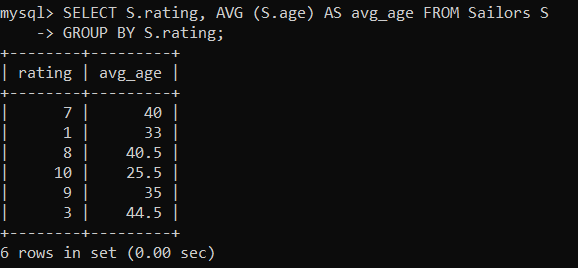 mysql> SELECT S.rating, AVG (S.age) AS avg_age FROM Sailors S
    -> GROUP BY S.rating;
+--------+---------+
| rating | avg_age |
+--------+---------+
|      7 |      40 |
|      1 |      33 |
|      8 |    40.5 |
|     10 |    25.5 |
|      9 |      35 |
|      3 |    44.5 |
+--------+---------+
6 rows in set (0.00 sec)